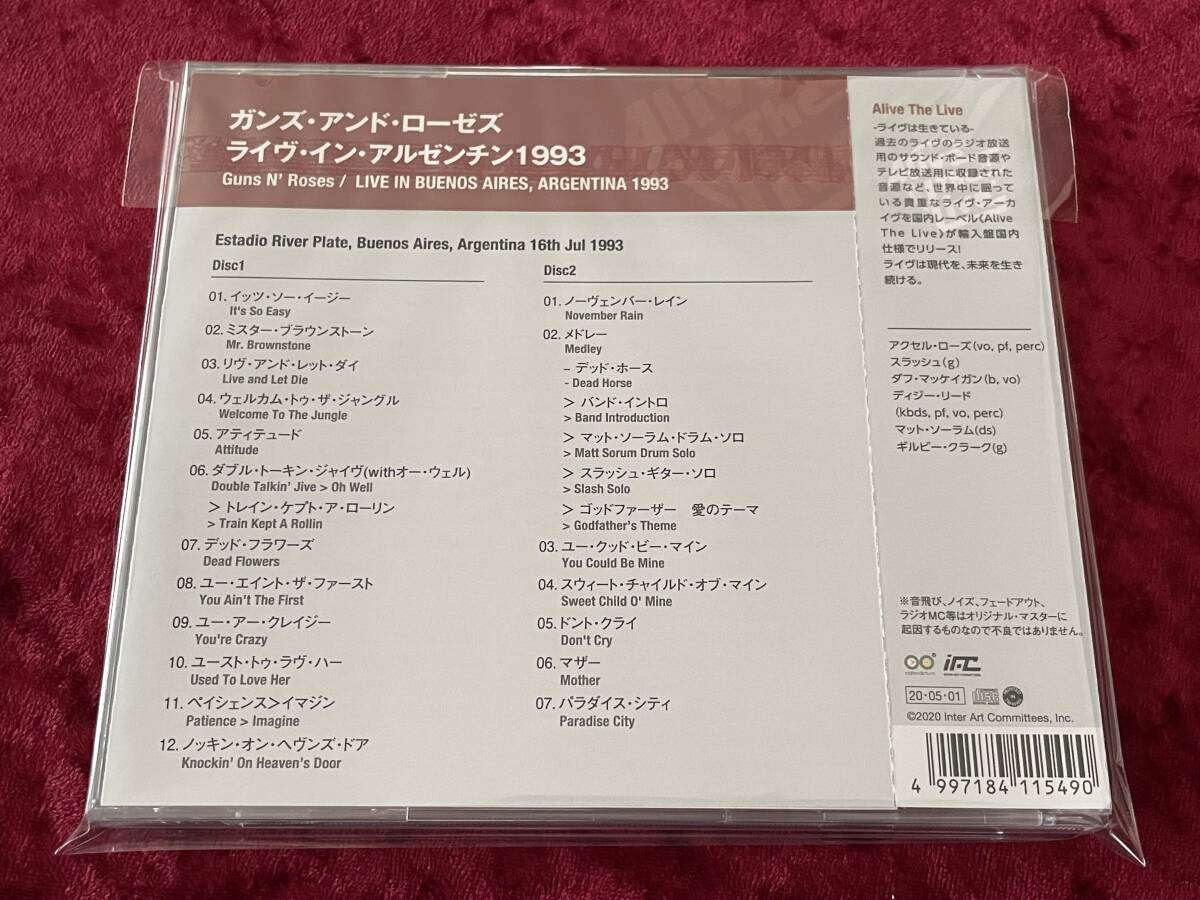 ガンズ・アンド・ローゼズ
ライヴ・イン・アルゼンチン1993
Guns N' Roses / LIVE IN BUENOS AIRES, ARGENTINA 1993
Estadio River Plate, Buenos Aires, Argentina 16th Jul 1993
Disc1
01. イッツ・ソー・イージー
It's So Easy
02. ミスター・ブラウンストーン
Mr. Brownstone
03. リヴ・アンド・レット・ダイ
Live and Let Die
04. ウェルカム・トゥ・ザ・ジャングル
Welcome To The Jungle
05. アティテュード
Attitude
06. ダブル・トーキン・ジャイヴ(withオー・ウェル)
Double Talkin' Jive > Oh Well
> トレイン・ケプト・ア・ローリン
> Train Kept A Rollin
07. デッド・フラワーズ
Dead Flowers
08. ユー・エイント・ザ・ファースト
You Ain't The First
09. ユー・アー・クレイジー
You're Crazy
10. ユースト・トゥ・ラヴ・ハー
Used To Love Her
11. ペイシェンス>イマジン
Patience > Imagine
12. ノッキン・オン・ヘヴンズ・ドア
Knockin' On Heaven's Door
Disc2
01. ノーヴェンバー・レイン
November Rain
02. メドレー
Medley
– デッド・ホース
- Dead Horse
> バンド・イントロ
> Band Introduction
> マット・ソーラム・ドラム・ソロ
> Matt Sorum Drum Solo
> スラッシュ・ギター・ソロ
> Slash Solo
> ゴッドファーザー 愛のテーマ
> Godfather's Theme
03. ユー・クッド・ビー・マイン
You Could Be Mine
04. スウィート・チャイルド・オブ・マイン
Sweet Child O' Mine
05. ドント・クライ
Don't Cry
06. マザー
Mother
07. パラダイス・シティ
Paradise City
Alive The Live
-ライヴは生きている-
過去のライヴのラジオ放送
用のサウンド・ボード音源や
テレビ放送用に収録された
音源など、世界中に眠って
いる貴重なライヴ・アーカ
イヴを国内レーベル《Alive
The Live》が輸入盤国内
仕様でリリース!
ライヴは現代を、未来を生き
続ける。
アクセル・ローズ(vo, pf, perc)
スラッシュ(g)
ダフ・マッケイガン(b, vo)
ディジー・リード
(kbds, pf, vo, perc)
マット・ソーラム(ds)
ギルビー・クラーク(g)
※音飛び、ノイズ、フェードアウト、
ラジオMC等はオリジナル・マスターに
起因するものなので不良ではありません。
IFC
20・05・01
©2020 Inter Art Committees, Inc.
4 997184 115490